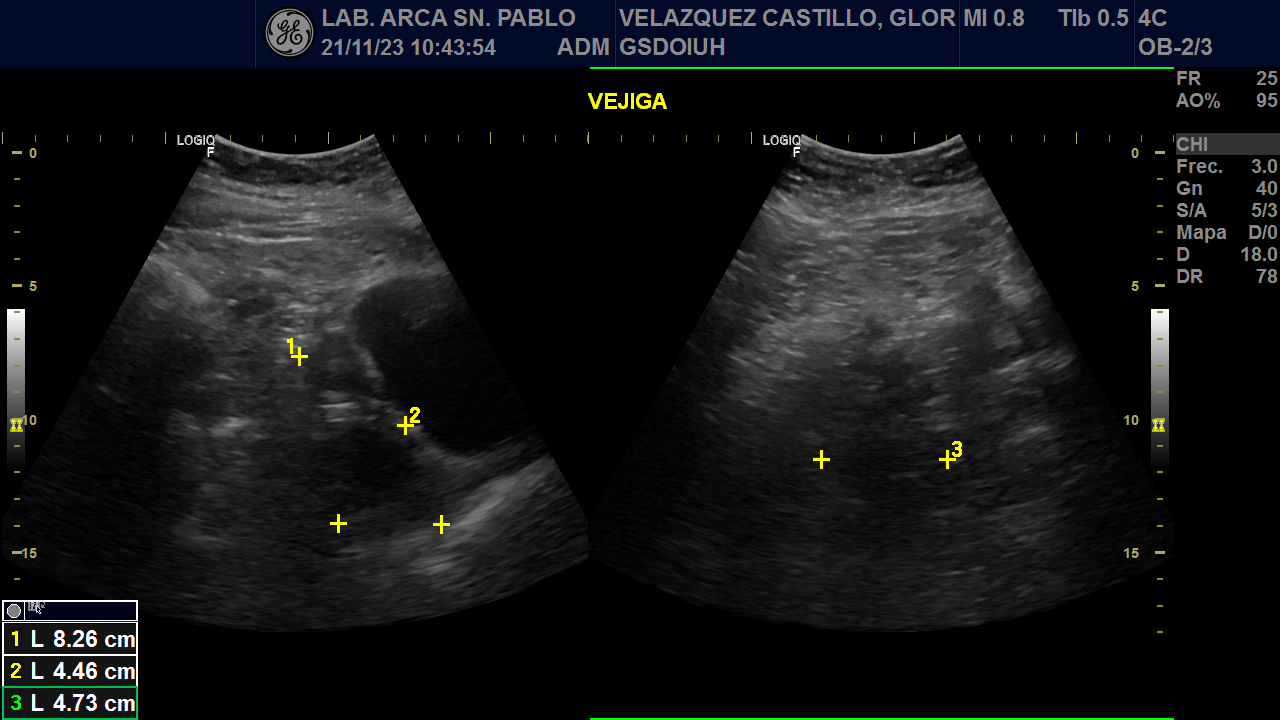 LAB. ARCA SN. PABLO
21/11/23 10:43:54 ADM
VELAZQUEZ CASTILLO, GLOR
GSDOIUH
MI 0.8 TIb 0.5
4C
OB-2/3
FR 25
AO% 95
CHI
Frec. 3.0
Gn 40
S/A 5/3
Mapa D/0
D 18.0
DR 78
VEJIGA
LOGIQ
F
0
5
10
15
1
2
LOGIQ
F
0
5
10
15
3
1 L 8.26 cm
2 L 4.46 cm
3 L 4.73 cm